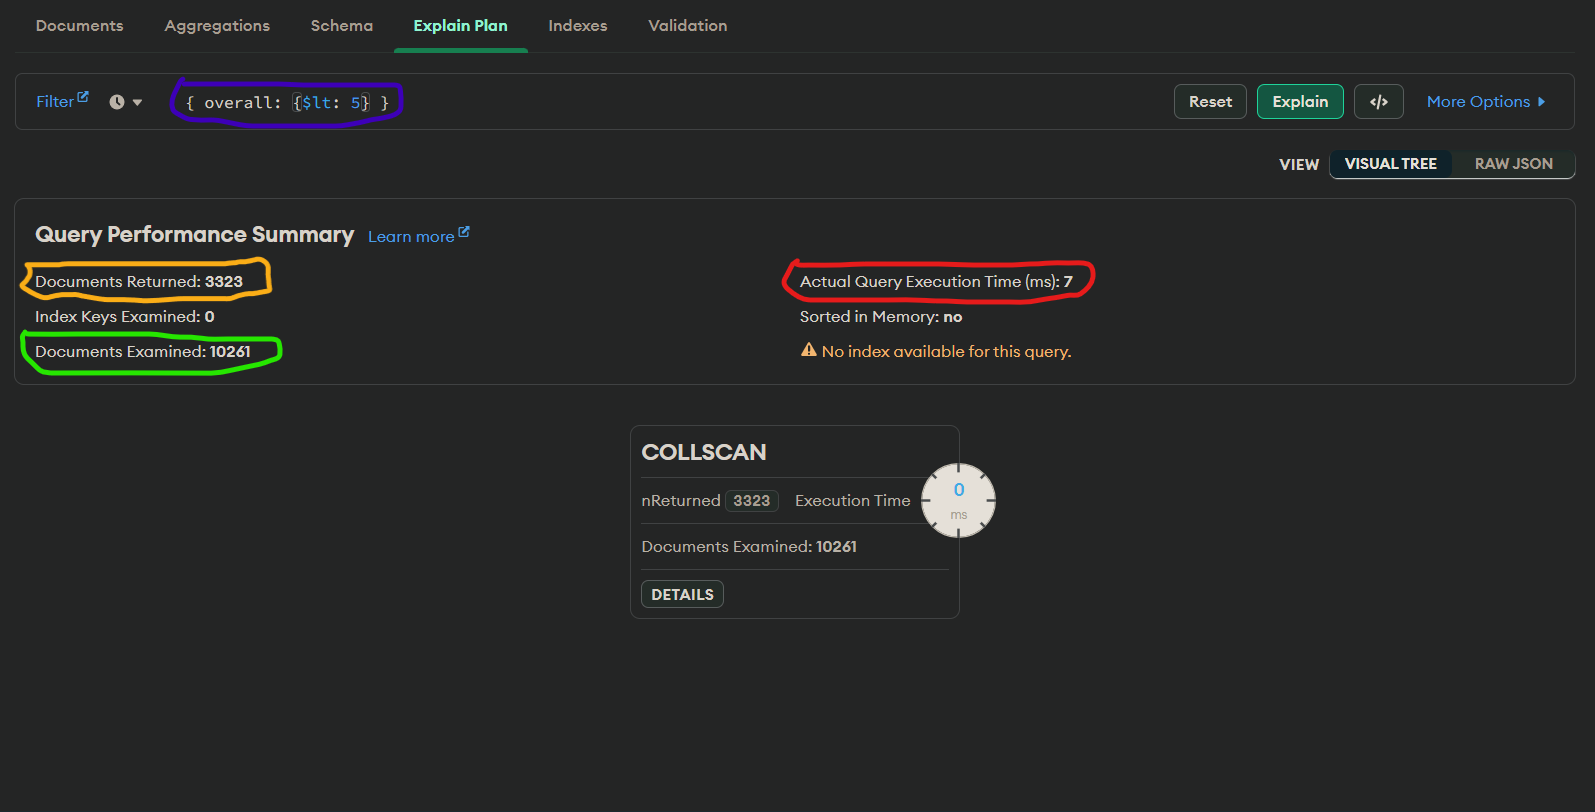 Documents Aggregations Schema Explain Plan Indexes Validation
Filter { overall: {$lt: 5} } Reset Explain </> More Options
VIEW VISUAL TREE RAW JSON
Query Performance Summary Learn more
Documents Returned: 3323
Index Keys Examined: 0
Documents Examined: 10261
Actual Query Execution Time (ms): 7
Sorted in Memory: no
No index available for this query.
COLLSCAN
nReturned 3323 Execution Time 0 ms
Documents Examined: 10261
DETAILS